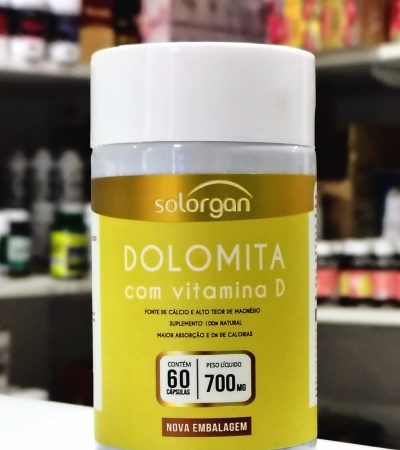 solorgan
DOLOMITA
com vitamina D
FONTE DE CÁLCIO E ALTO TEOR DE MAGNÉSIO
SUPLEMENTO 100% NATURAL
MAIOR ABSORÇÃO E 0% DE CALORIAS
CONTÉM
60
CÁPSULAS
PESO LÍQUIDO
700MG
NOVA EMBALAGEM